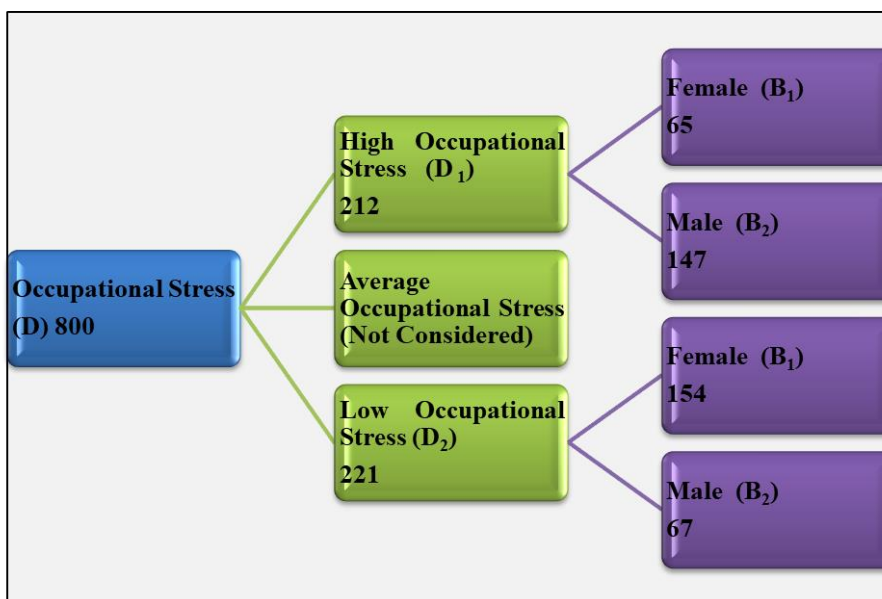 Occupational Stress
(D) 800
High Occupational
Stress (D₁)
212
Average
Occupational Stress
(Not Considered)
Low Occupational
Stress (D₂)
221
Female (B₁)
65
Male (B₂)
147
Female (B₁)
154
Male (B₂)
67